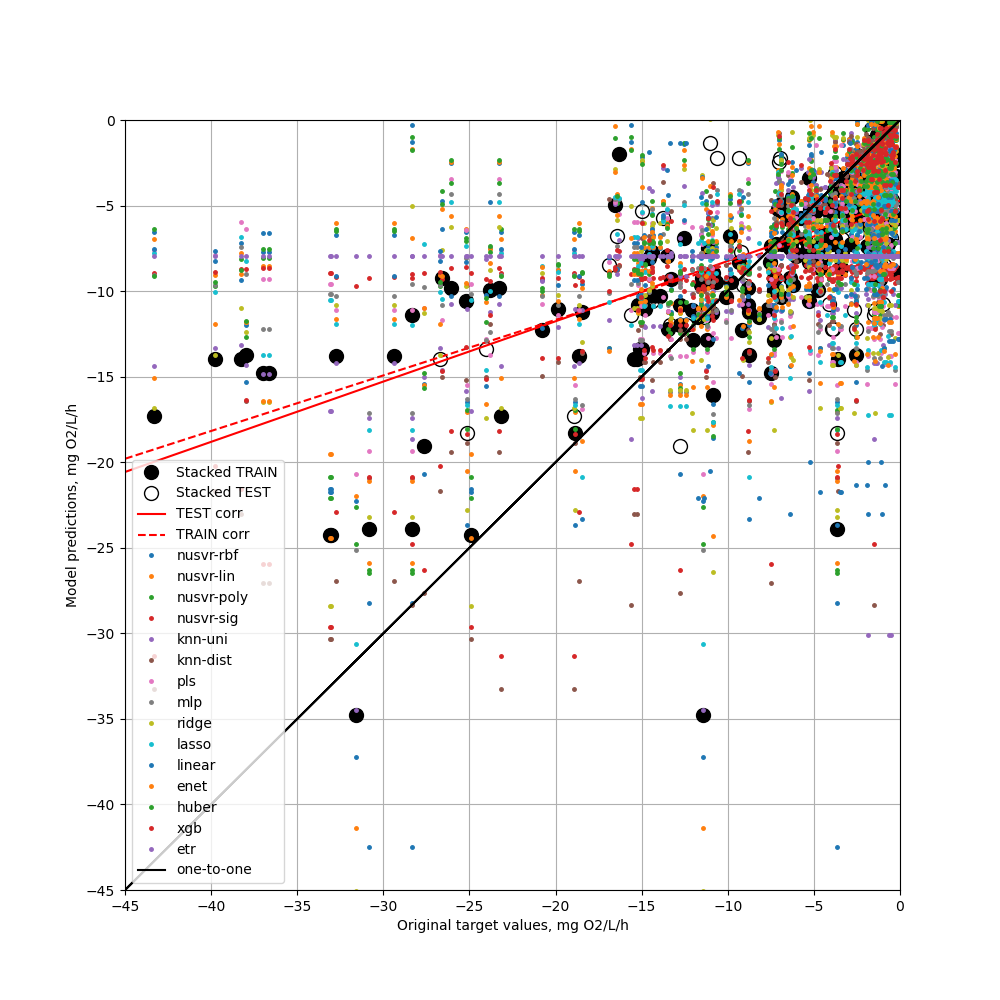 0
−5
−10
−15
−20
−25
−30
−35
−40
−45
Model predictions, mg O2/L/h
Stacked TRAIN
Stacked TEST
TEST corr
TRAIN corr
nusvr-rbf
nusvr-lin
nusvr-poly
nusvr-sig
knn-uni
knn-dist
pls
mlp
ridge
lasso
linear
enet
huber
xgb
etr
one-to-one
−45 −40 −35 −30 −25 −20 −15 −10 −5 0
Original target values, mg O2/L/h